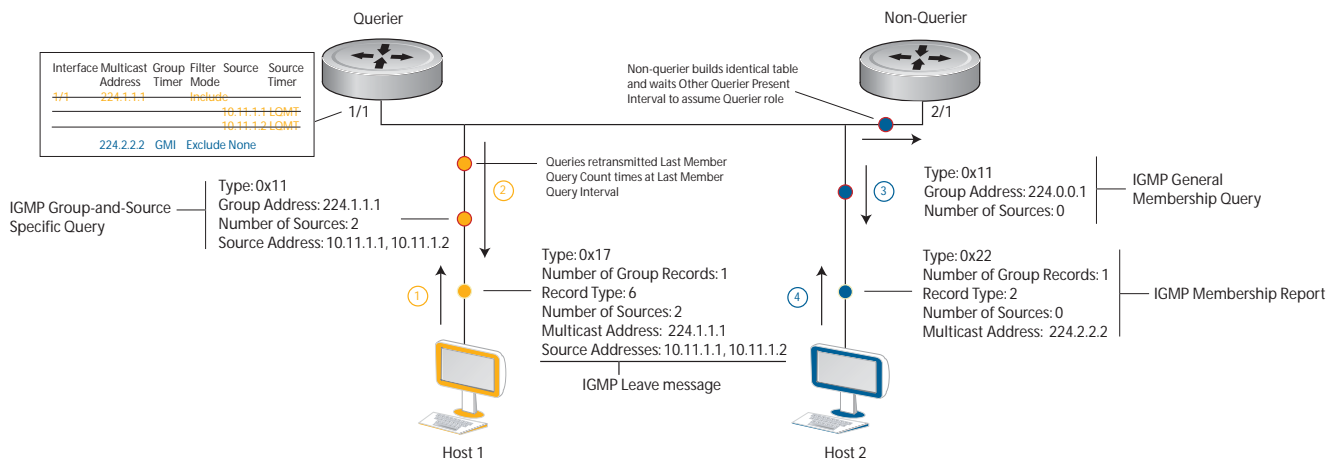 Querier
Non-Querier
Interface Multicast Group Filter Source Source
Address Timer Mode Timer
1/1 224.1.1.1 Include
10.11.1.1 LQMT
10.11.1.2 LQMT
224.2.2.2 GMI Exclude None
1/1
Non-querier builds identical table
and waits Other Querier Present
Interval to assume Querier role
2/1
Queries retransmitted Last Member
Query Count times at Last Member
Query Interval
2
IGMP Group-and-Source
Specific Query
Type: 0x11
Group Address: 224.1.1.1
Number of Sources: 2
Source Address: 10.11.1.1, 10.11.1.2
3
Type: 0x11
Group Address: 224.0.0.1
Number of Sources: 0
IGMP General
Membership Query
1
Type: 0x17
Number of Group Records: 1
Record Type: 6
Number of Sources: 2
Multicast Address: 224.1.1.1
Source Addresses: 10.11.1.1, 10.11.1.2
IGMP Leave message
4
Type: 0x22
Number of Group Records: 1
Record Type: 2
Number of Sources: 0
Multicast Address: 224.2.2.2
IGMP Membership Report
Host 1
Host 2